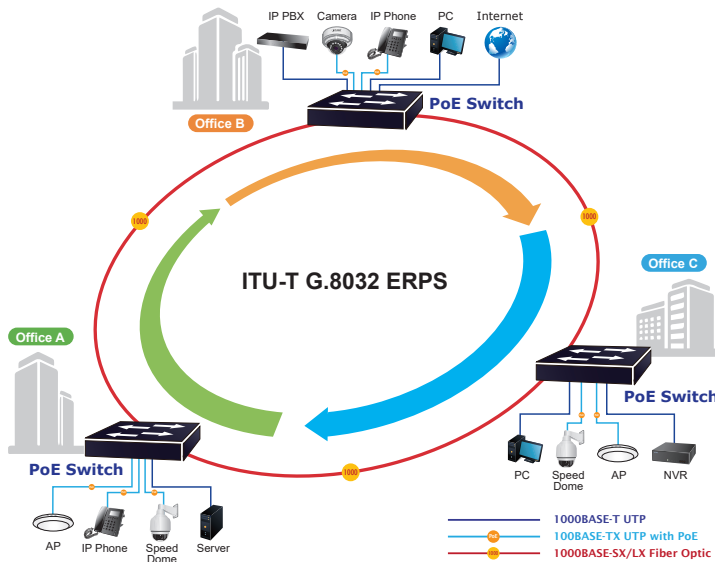 IP PBX
Camera
IP Phone
PC
Internet
PoE Switch
Office B
1000
1000
ITU-T G.8032 ERPS
Office C
Office A
PoE Switch
PoE Switch
PC
Speed
Dome
AP
NVR
1000
AP
IP Phone
Speed
Dome
Server
1000BASE-T UTP
PoE
100BASE-TX UTP with PoE
1000
1000BASE-SX/LX Fiber Optic